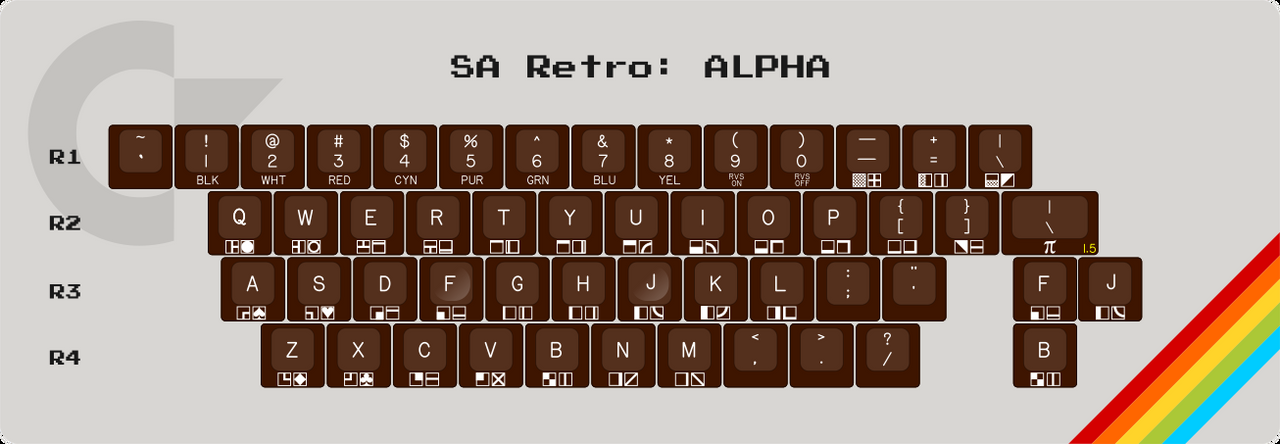 SA Retro: ALPHA
R1
~ ! @ # $ % ^ & * ( ) — + |
` 1 2 3 4 5 6 7 8 9 0 — = \
BLK WHT RED CYN PUR GRN BLU YEL RVS ON RVS OFF
R2
Q W E R T Y U I O P { [ } ] | \
π 1.5
R3
A S D F G H J K L : ; " ' F J
R4
Z X C V B N M < , > . ? / B